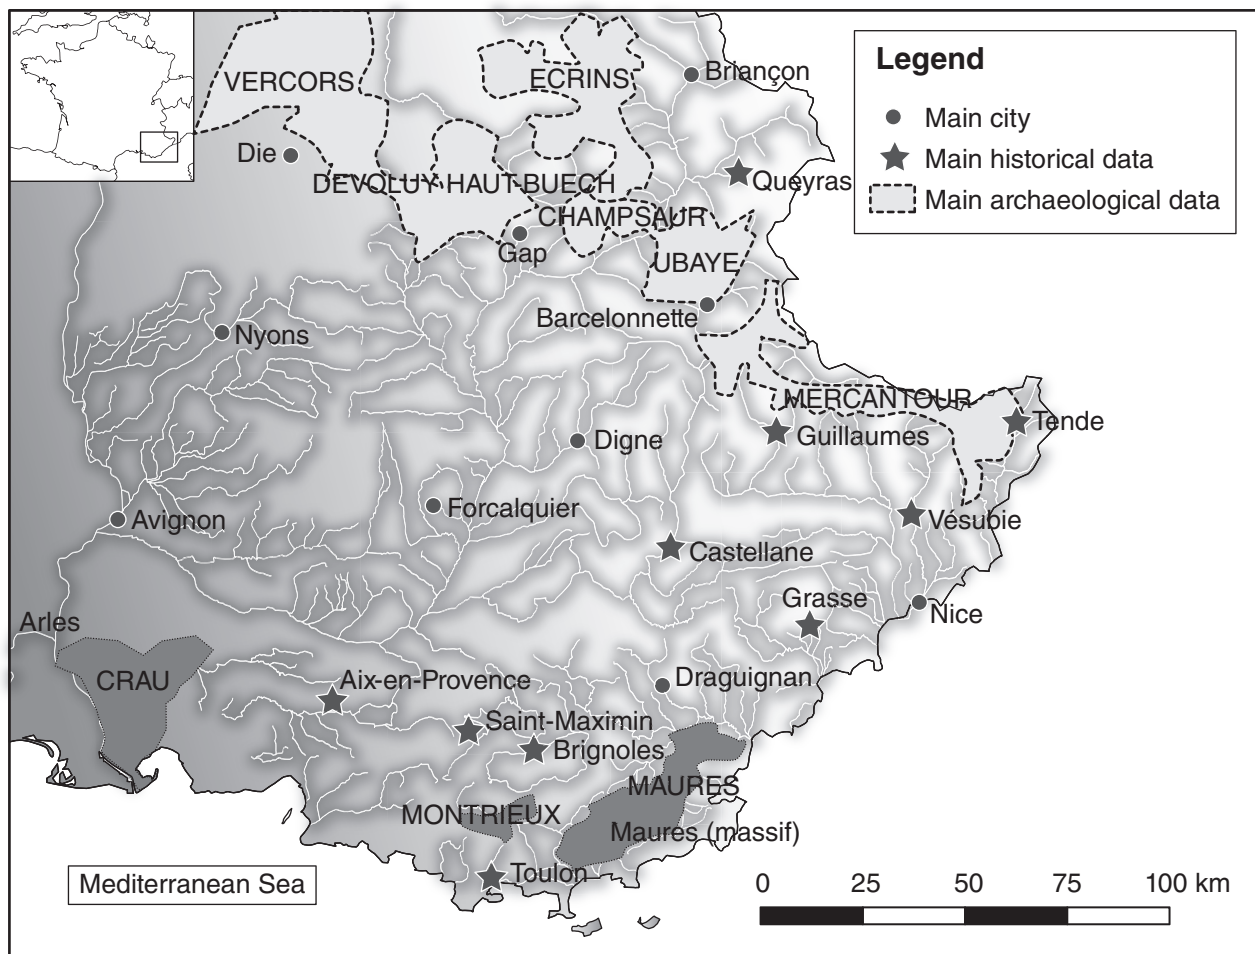 Legend
Main city
Main historical data
Main archaeological data
VERCORS
ECRINS
Briançon
Die
DEVOLUY-HAUT-BUECH
Queyras
CHAMPSAUR
Gap
UBAYE
Barcelonnette
Nyons
MERCANTOUR
Tende
Guillaumes
Digne
Forcalquier
Avignon
Vésubie
Castellane
Grasse
Nice
Arles
CRAU
Aix-en-Provence
Draguignan
Saint-Maximin
Brignoles
MAURES
MONTRIEUX
Maures (massif)
Toulon
Mediterranean Sea
0 25 50 75 100 km